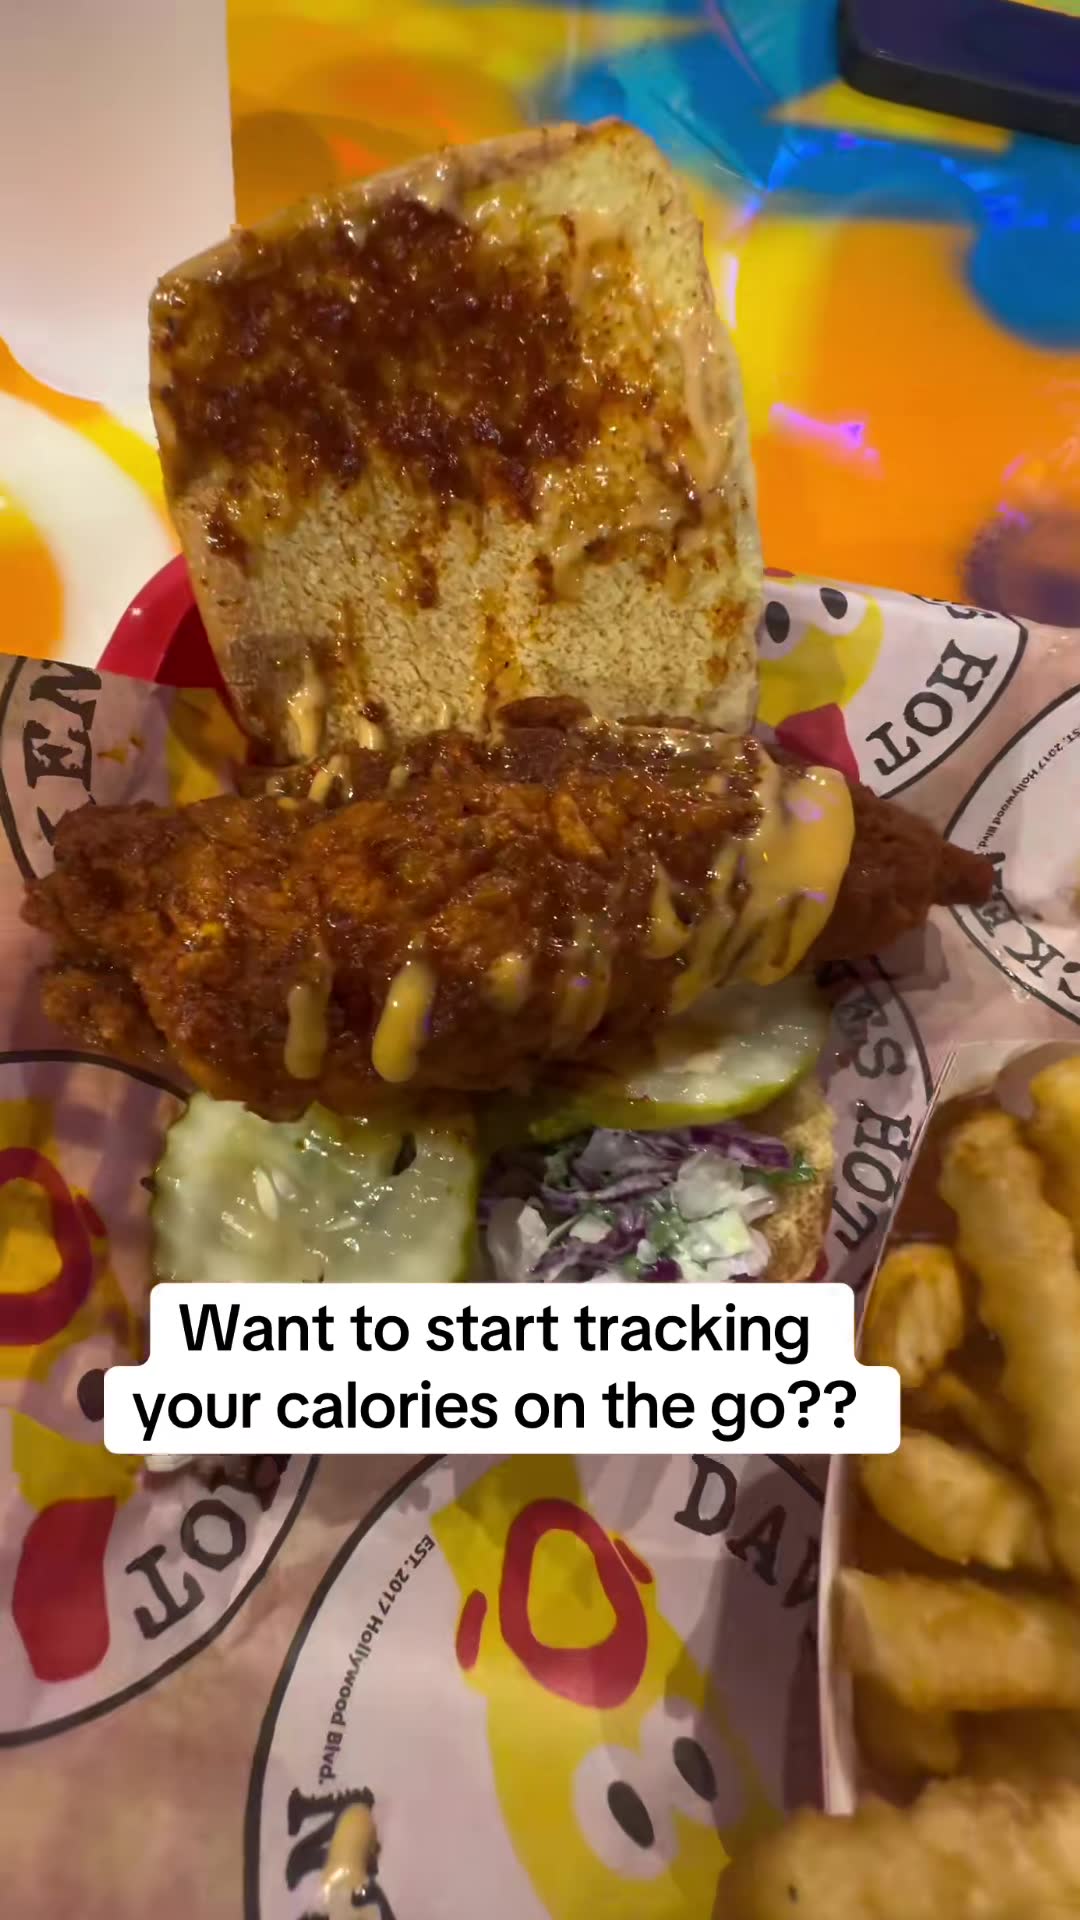 HOT
EST. 2017 Hollywood Blvd.
HOT
Want to start tracking
your calories on the go??
DAV
EST. 2017 Hollywood Blvd.